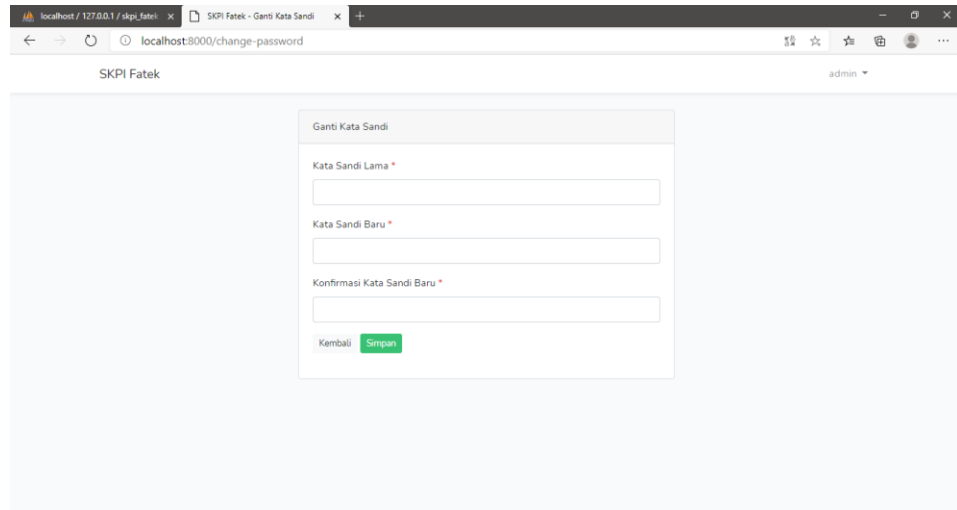 localhost / 127.0.0.1 / skpi_fatek
SKPI Fatek - Ganti Kata Sandi
localhost:8000/change-password
SKPI Fatek
admin
Ganti Kata Sandi
Kata Sandi Lama *
Kata Sandi Baru *
Konfirmasi Kata Sandi Baru *
Kembali Simpan